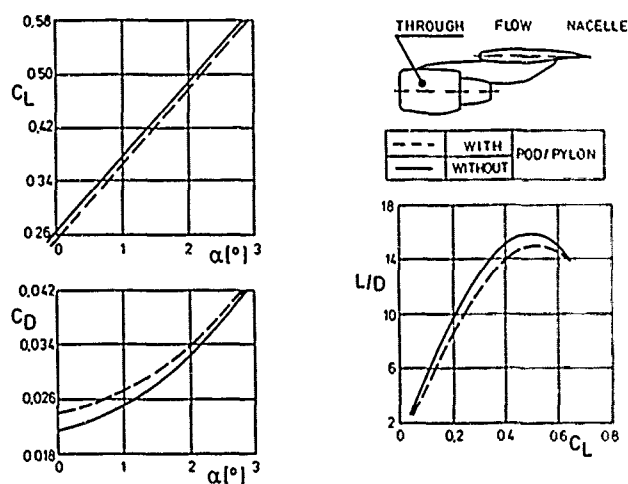 0.58
0.50
C_L
0.42
0.34
0.26
0 1 2 3
α[°]
0,042
C_D
0,034
0,026
0 018
0 1 2 3
α[°]
THROUGH FLOW NACELLE
WITH
WITHOUT
POD/PYLON
18
L/D
14
10
6
2
0 0,2 0.4 0.6 0.8
C_L